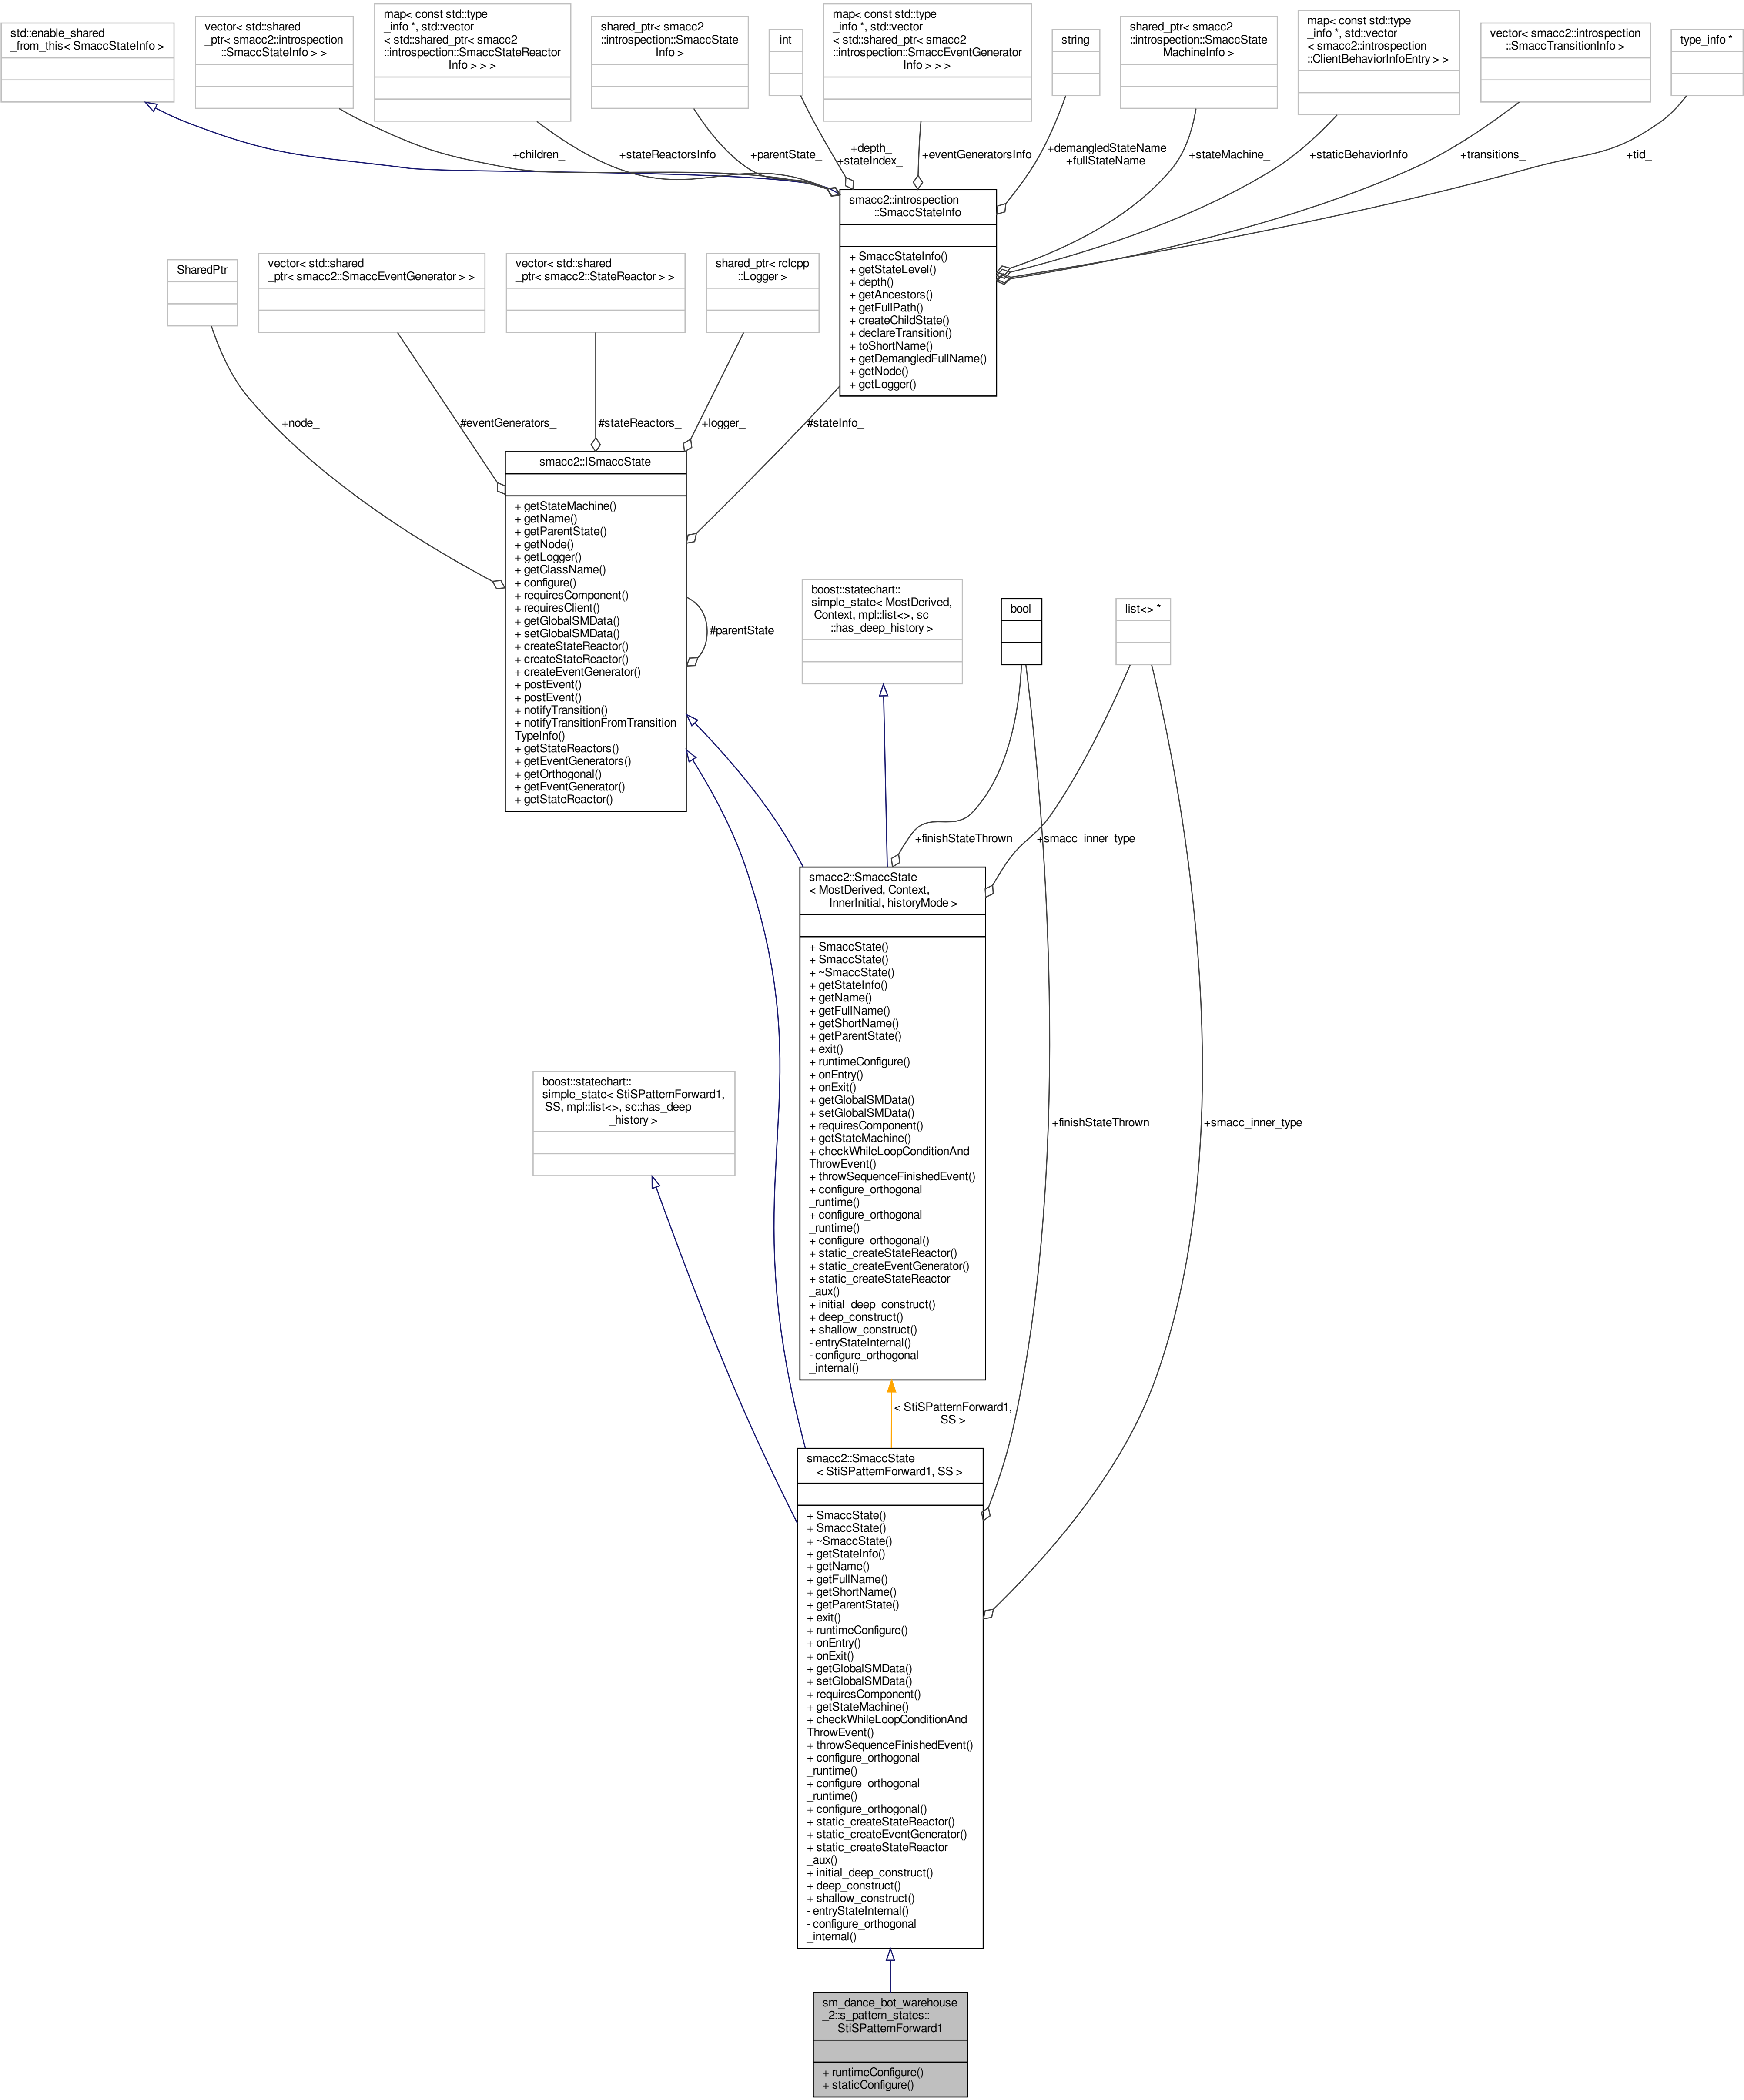 std::enable_shared
_from_this< SmaccStateInfo >
vector< std::shared
_ptr< smacc2::introspection
::SmaccStateInfo > >
map< const std::type
_info *, std::vector
< std::shared_ptr< smacc2
::introspection::SmaccStateReactor
Info > > >
shared_ptr< smacc2
::introspection::SmaccState
Info >
int
map< const std::type
_info *, std::vector
< std::shared_ptr< smacc2
::introspection::SmaccEventGenerator
Info > > >
string
shared_ptr< smacc2
::introspection::SmaccState
MachineInfo >
map< const std::type
_info *, std::vector
< smacc2::introspection
::ClientBehaviorInfoEntry > >
vector< smacc2::introspection
::SmaccTransitionInfo >
type_info *
+children_
+stateReactorsInfo
+parentState_
+depth_
+stateIndex_
+eventGeneratorsInfo
+demangledStateName
+fullStateName
+stateMachine_
+staticBehaviorInfo
+transitions_
+tid_
smacc2::introspection
::SmaccStateInfo
+ SmaccStateInfo()
+ getStateLevel()
+ depth()
+ getAncestors()
+ getFullPath()
+ createChildState()
+ declareTransition()
+ toShortName()
+ getDemangledFullName()
+ getNode()
+ getLogger()
SharedPtr
vector< std::shared
_ptr< smacc2::SmaccEventGenerator > >
vector< std::shared
_ptr< smacc2::StateReactor > >
shared_ptr< rclcpp
::Logger >
+node_
#eventGenerators_
#stateReactors_
+logger_
#stateInfo_
smacc2::ISmaccState
+ getStateMachine()
+ getName()
+ getParentState()
+ getNode()
+ getLogger()
+ getClassName()
+ configure()
+ requiresComponent()
+ requiresClient()
+ getGlobalSMData()
+ setGlobalSMData()
+ createStateReactor()
+ createStateReactor()
+ createEventGenerator()
+ postEvent()
+ postEvent()
+ notifyTransition()
+ notifyTransitionFromTransition
TypeInfo()
+ getStateReactors()
+ getEventGenerators()
+ getOrthogonal()
+ getEventGenerator()
+ getStateReactor()
#parentState_
boost::statechart::
simple_state< MostDerived,
Context, mpl::list<>, sc
::has_deep_history >
bool
list<> *
+finishStateThrown
+smacc_inner_type
smacc2::SmaccState
< MostDerived, Context,
InnerInitial, historyMode >
+ SmaccState()
+ SmaccState()
+ ~SmaccState()
+ getStateInfo()
+ getName()
+ getFullName()
+ getShortName()
+ getParentState()
+ exit()
+ runtimeConfigure()
+ onEntry()
+ onExit()
+ getGlobalSMData()
+ setGlobalSMData()
+ requiresComponent()
+ getStateMachine()
+ checkWhileLoopConditionAnd
ThrowEvent()
+ throwSequenceFinishedEvent()
+ configure_orthogonal
_runtime()
+ configure_orthogonal
_runtime()
+ configure_orthogonal()
+ static_createStateReactor()
+ static_createEventGenerator()
+ static_createStateReactor
_aux()
+ initial_deep_construct()
+ deep_construct()
+ shallow_construct()
- entryStateInternal()
- configure_orthogonal
_internal()
boost::statechart::
simple_state< StiSPatternForward1,
SS, mpl::list<>, sc::has_deep
_history >
+finishStateThrown
+smacc_inner_type
< StiSPatternForward1,
SS >
smacc2::SmaccState
< StiSPatternForward1, SS >
+ SmaccState()
+ SmaccState()
+ ~SmaccState()
+ getStateInfo()
+ getName()
+ getFullName()
+ getShortName()
+ getParentState()
+ exit()
+ runtimeConfigure()
+ onEntry()
+ onExit()
+ getGlobalSMData()
+ setGlobalSMData()
+ requiresComponent()
+ getStateMachine()
+ checkWhileLoopConditionAnd
ThrowEvent()
+ throwSequenceFinishedEvent()
+ configure_orthogonal
_runtime()
+ configure_orthogonal
_runtime()
+ configure_orthogonal()
+ static_createStateReactor()
+ static_createEventGenerator()
+ static_createStateReactor
_aux()
+ initial_deep_construct()
+ deep_construct()
+ shallow_construct()
- entryStateInternal()
- configure_orthogonal
_internal()
sm_dance_bot_warehouse
_2::s_pattern_states::
StiSPatternForward1
+ runtimeConfigure()
+ staticConfigure()